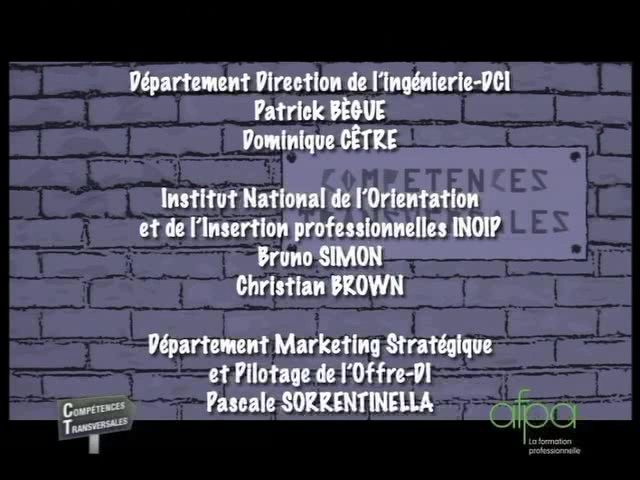 Département Direction de l'ingénierie-DCI
Patrick BÈGUE
Dominique CÊTRE
COMPETENCES
TRANSVERSALES
Institut National de l'Orientation
et de l'Insertion professionnelles INOIP
Bruno SIMON
Christian BROWN
Département Marketing Stratégique
et Pilotage de l'Offre-DI
Pascale SORRENTINELLA
COMPÉTENCES
TRANSVERSALES
afpa
La formation
professionnelle